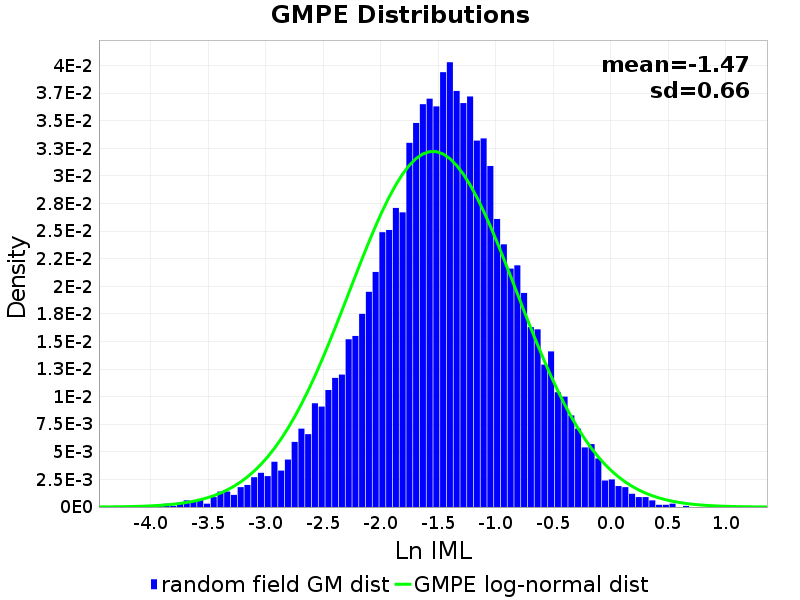 GMPE Distributions
mean=-1.47
sd=0.66
Density
4E-2
3.7E-2
3.5E-2
3.3E-2
3E-2
2.8E-2
2.5E-2
2.2E-2
2E-2
1.8E-2
1.5E-2
1.3E-2
1E-2
7.5E-3
5E-3
2.5E-3
0E0
-4.0 -3.5 -3.0 -2.5 -2.0 -1.5 -1.0 -0.5 0.0 0.5 1.0
Ln IML
random field GM dist GMPE log-normal dist